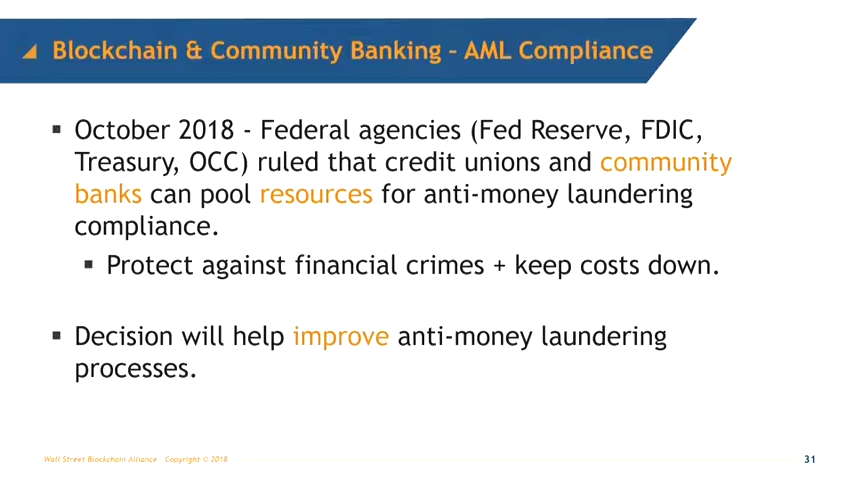 Blockchain & Community Banking – AML Compliance
▪ October 2018 - Federal agencies (Fed Reserve, FDIC,
Treasury, OCC) ruled that credit unions and community
banks can pool resources for anti-money laundering
compliance.
▪ Protect against financial crimes + keep costs down.
▪ Decision will help improve anti-money laundering
processes.
Wall Street Blockchain Alliance Copyright © 2018
31